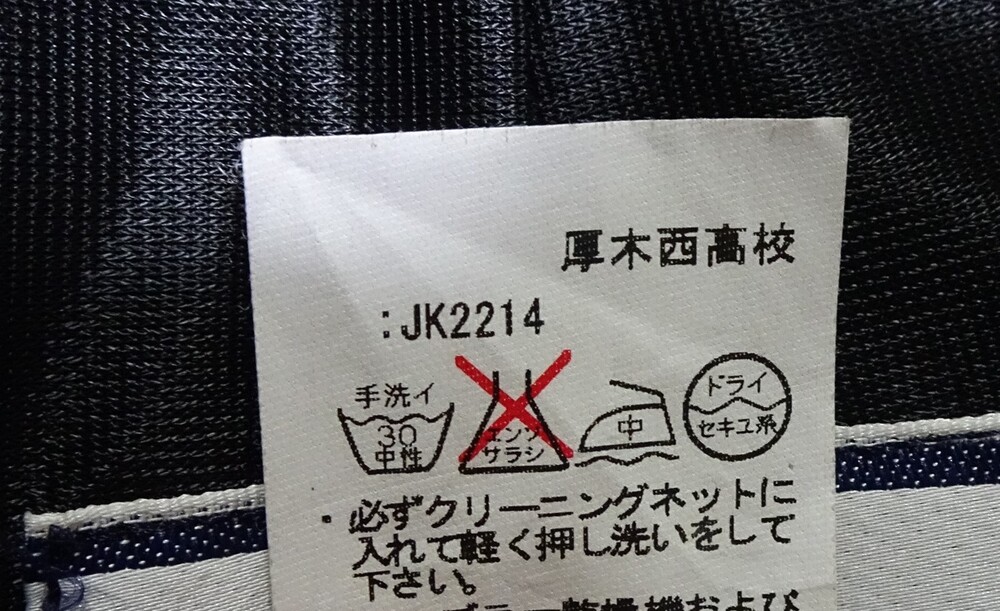 厚木西高校
:JK2214
手洗イ
30
中性
エンソ
サラシ
中
ドライ
セキユ系
・必ずクリーニングネットに
入れて軽く押し洗いをして
下さい。